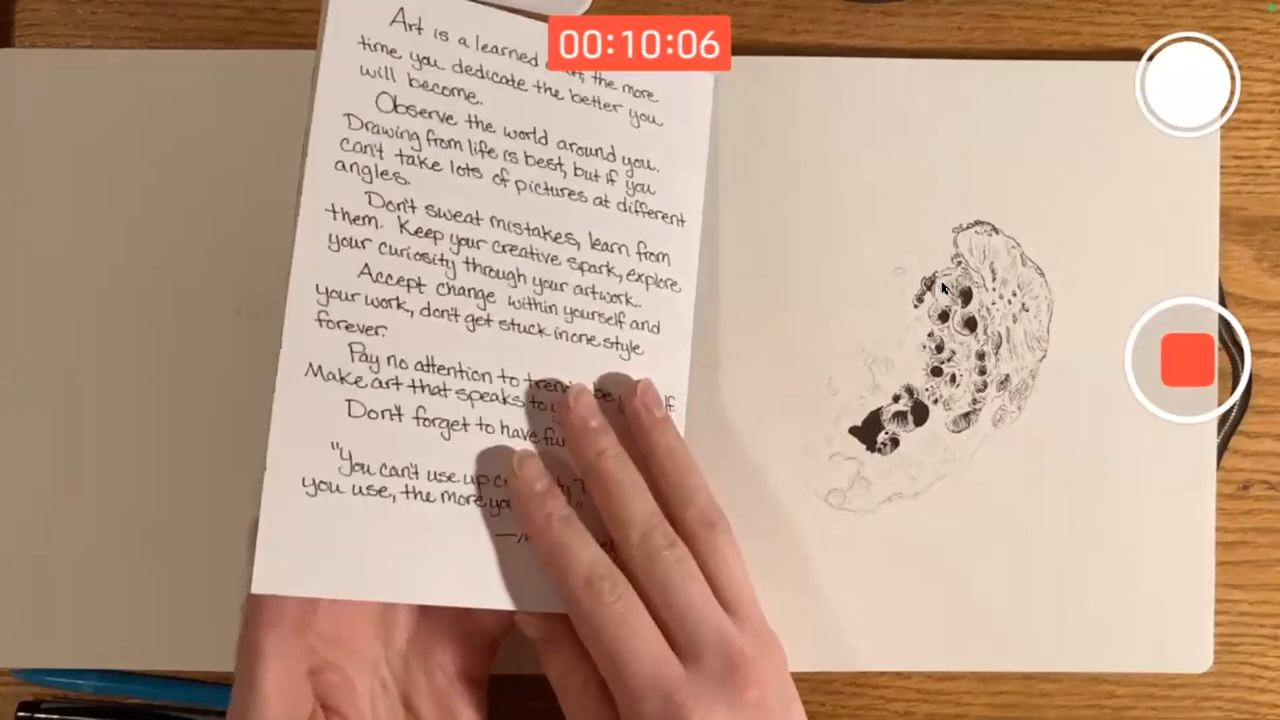 00:10:06
Art is a learned the more
time you dedicate the better you
will become.
Observe the world around you.
Drawing from life is best, but if you
can't take lots of pictures at different
angles.
Don't sweat mistakes, learn from
them. Keep your creative spark, explore
your curiosity through your artwork.
Accept change within yourself and
your work, don't get stuck in one style
forever.
Pay no attention to
Make art that speaks to
Don't forget to have
"You can't use up
you use, the more